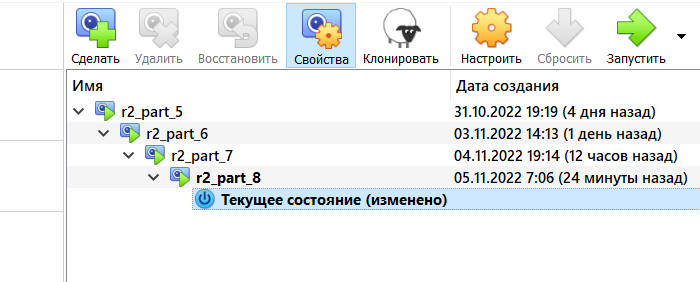 Сделать Удалить Восстановить Свойства Клонировать Настроить Сбросить Запустить
Имя Дата создания
r2_part_5 31.10.2022 19:19 (4 дня назад)
r2_part_6 03.11.2022 14:13 (1 день назад)
r2_part_7 04.11.2022 19:14 (12 часов назад)
r2_part_8 05.11.2022 7:06 (24 минуты назад)
Текущее состояние (изменено)